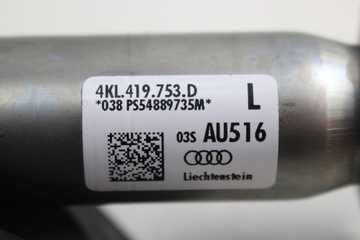 4KL.419.753.D
*038 PS54889735M*
L
03S AU516
Liechtenstein